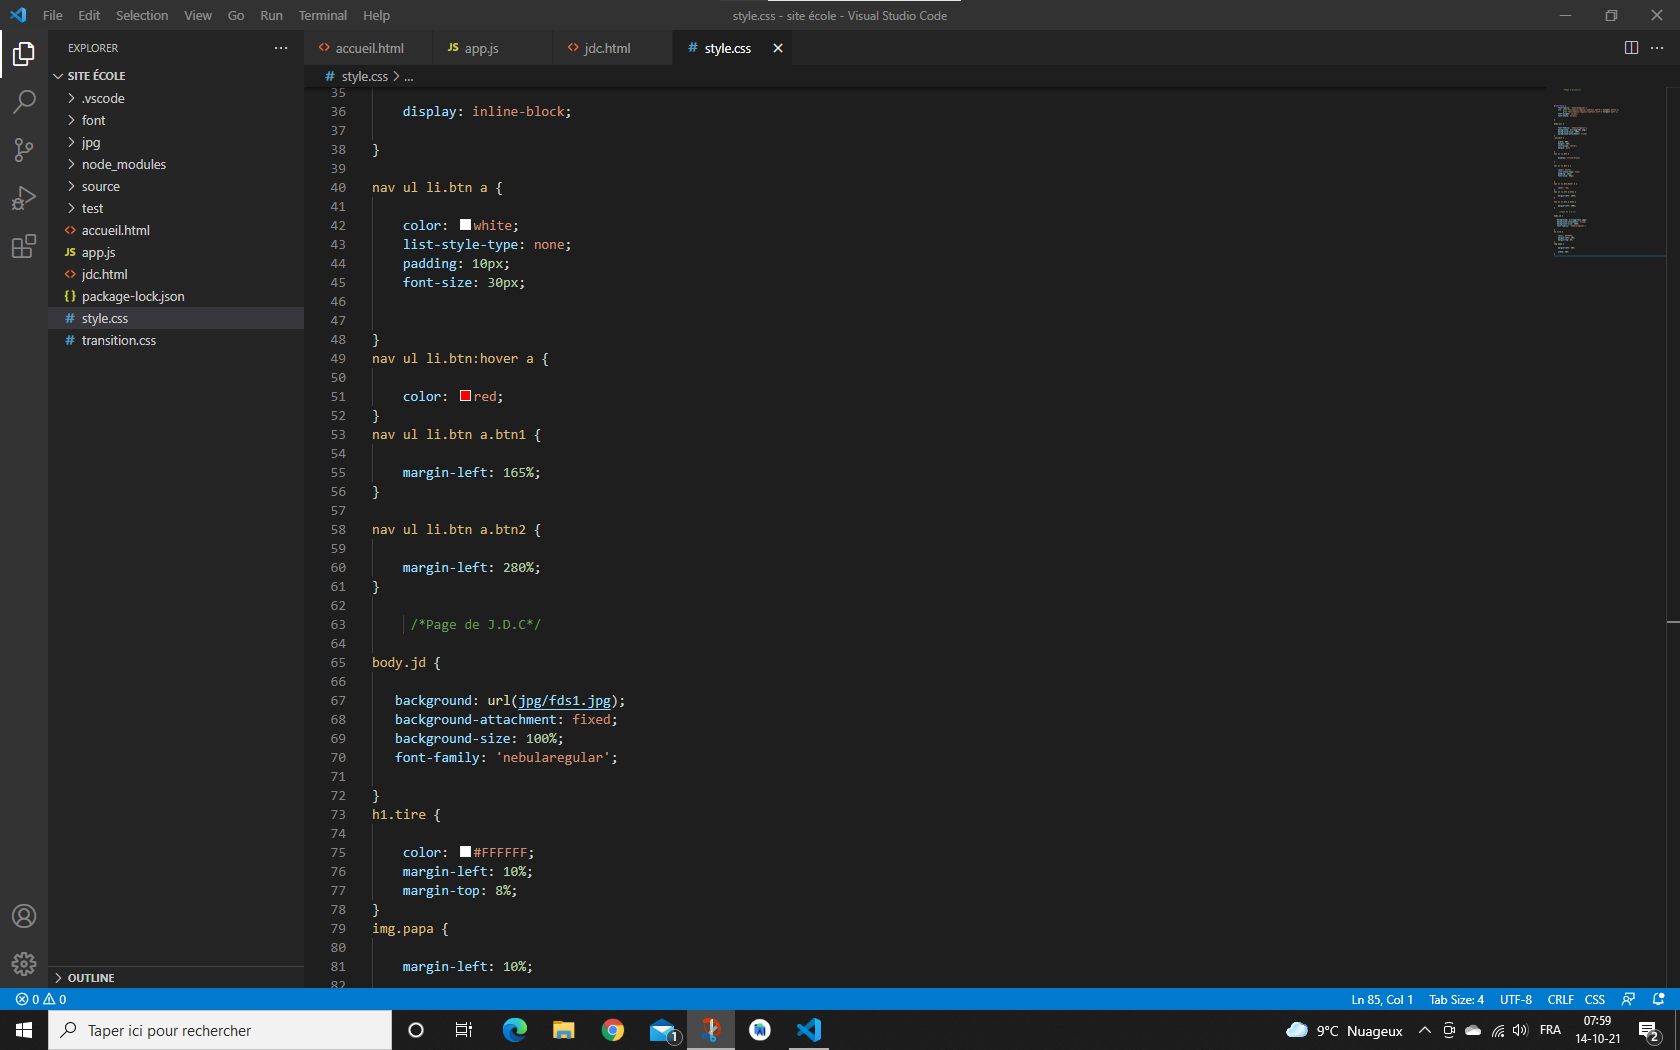 File Edit Selection View Go Run Terminal Help
style.css - site école - Visual Studio Code
EXPLORER
accueil.html
JS app.js
jdc.html
# style.css
SITE ÉCOLE
# style.css > ...
.vscode
font
jpg
node_modules
source
test
accueil.html
JS app.js
jdc.html
{} package-lock.json
# style.css
# transition.css
OUTLINE
35
36 display: inline-block;
37
38 }
39
40 nav ul li.btn a {
41
42 color: white;
43 list-style-type: none;
44 padding: 10px;
45 font-size: 30px;
46
47
48 }
49 nav ul li.btn:hover a {
50
51 color: red;
52 }
53 nav ul li.btn a.btn1 {
54
55 margin-left: 165%;
56 }
57
58 nav ul li.btn a.btn2 {
59
60 margin-left: 280%;
61 }
62
63 /*Page de J.D.C*/
64
65 body.jd {
66
67 background: url(jpg/fds1.jpg);
68 background-attachment: fixed;
69 background-size: 100%;
70 font-family: 'nebularegular';
71
72 }
73 h1.tire {
74
75 color: #FFFFFF;
76 margin-left: 10%;
77 margin-top: 8%;
78 }
79 img.papa {
80
81 margin-left: 10%;
82
0 0
Ln 85, Col 1 Tab Size: 4 UTF-8 CRLF CSS
Taper ici pour rechercher
1
9°C Nuageux
FRA
07:59
14-10-21
2